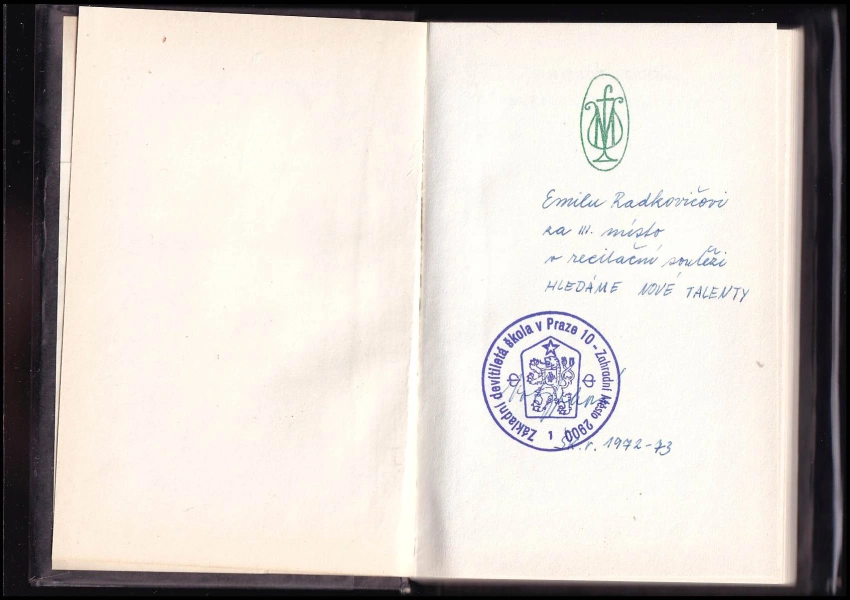 Emilu Radkovičovi
za III. místo
v recitační soutěži
HLEDÁME NOVÉ TALENTY
Základní devítiletá škola v Praze 10 - Zahradní Město 2900
1
Šk. r. 1972-73